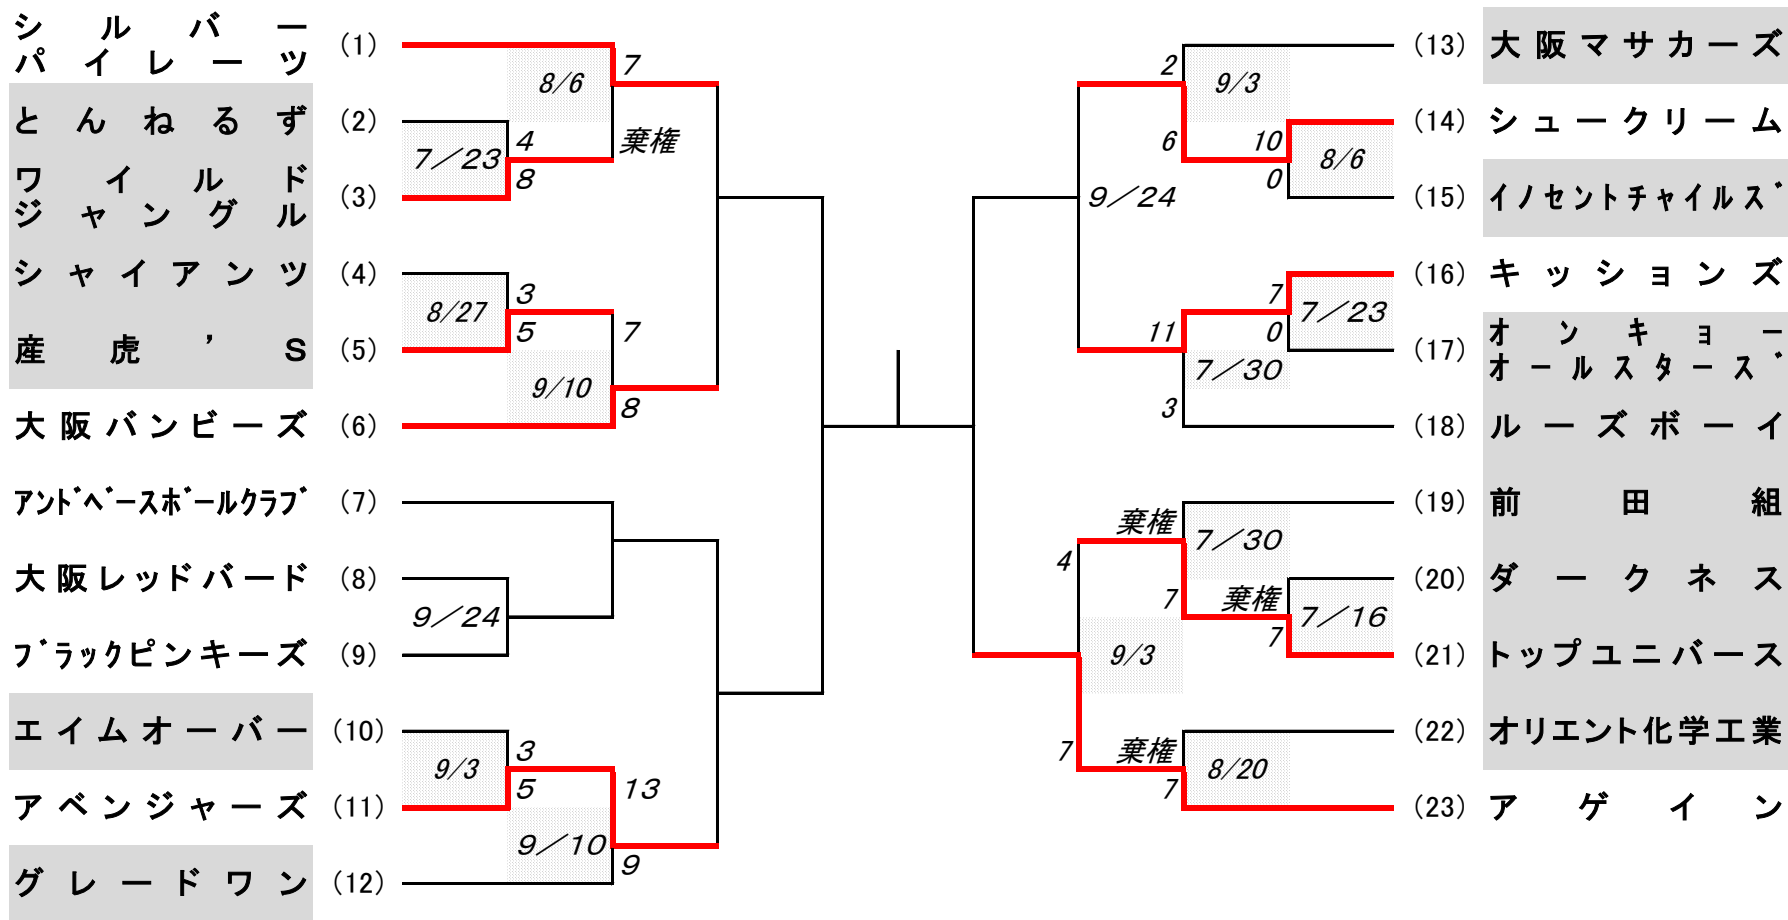 シルバー
パイレーツ
(1)
とんねるず
(2)
ワイルド
ジャングル
(3)
シャイアンツ
(4)
産虎’S
(5)
大阪バンビーズ
(6)
アンドベースボールクラブ
(7)
大阪レッドバード
(8)
ブラックピンキーズ
(9)
エイムオーバー
(10)
アベンジャーズ
(11)
グレードワン
(12)
8/6
7
7／23
4
8
棄権
8/27
3
5
7
9/10
8
9／24
9/3
3
5
13
9／10
9
2
9/3
6
10
0
8/6
9／24
11
7
0
7／23
7／30
3
棄権
7／30
4
7
棄権
7
7／16
9/3
7
棄権
7
8/20
(13)
大阪マサカーズ
(14)
シュークリーム
(15)
イノセントチャイルズ
(16)
キッションズ
(17)
オンキョー
オールスターズ
(18)
ルーズボーイ
(19)
前田組
(20)
ダークネス
(21)
トップユニバース
(22)
オリエント化学工業
(23)
アゲイン